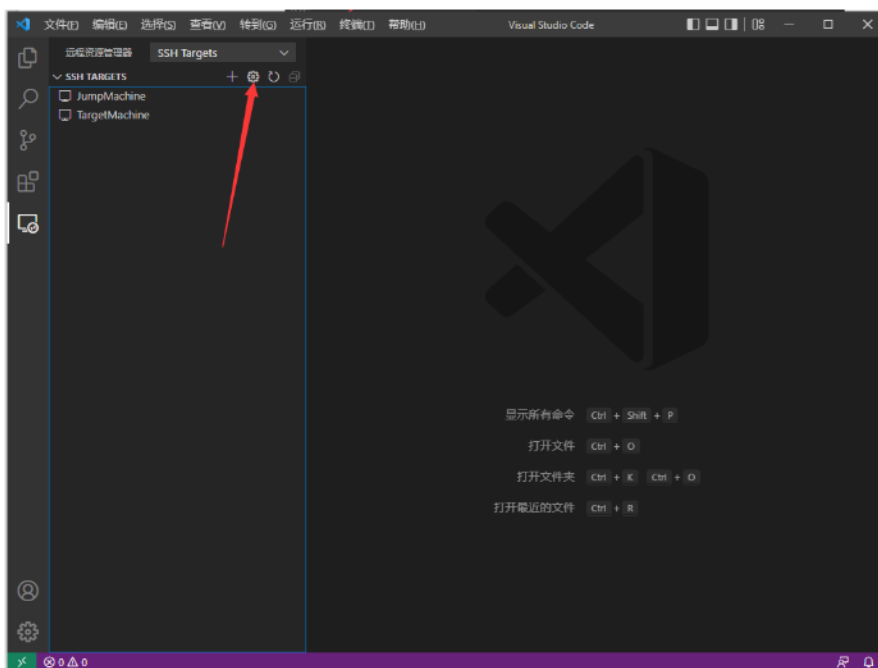 文件(F) 编辑(E) 选择(S) 查看(V) 转到(G) 运行(R) 终端(T) 帮助(H) Visual Studio Code
远程资源管理器 SSH Targets
SSH TARGETS
JumpMachine
TargetMachine
显示所有命令 Ctrl + Shift + P
打开文件 Ctrl + O
打开文件夹 Ctrl + K Ctrl + O
打开最近的文件 Ctrl + R
0 0